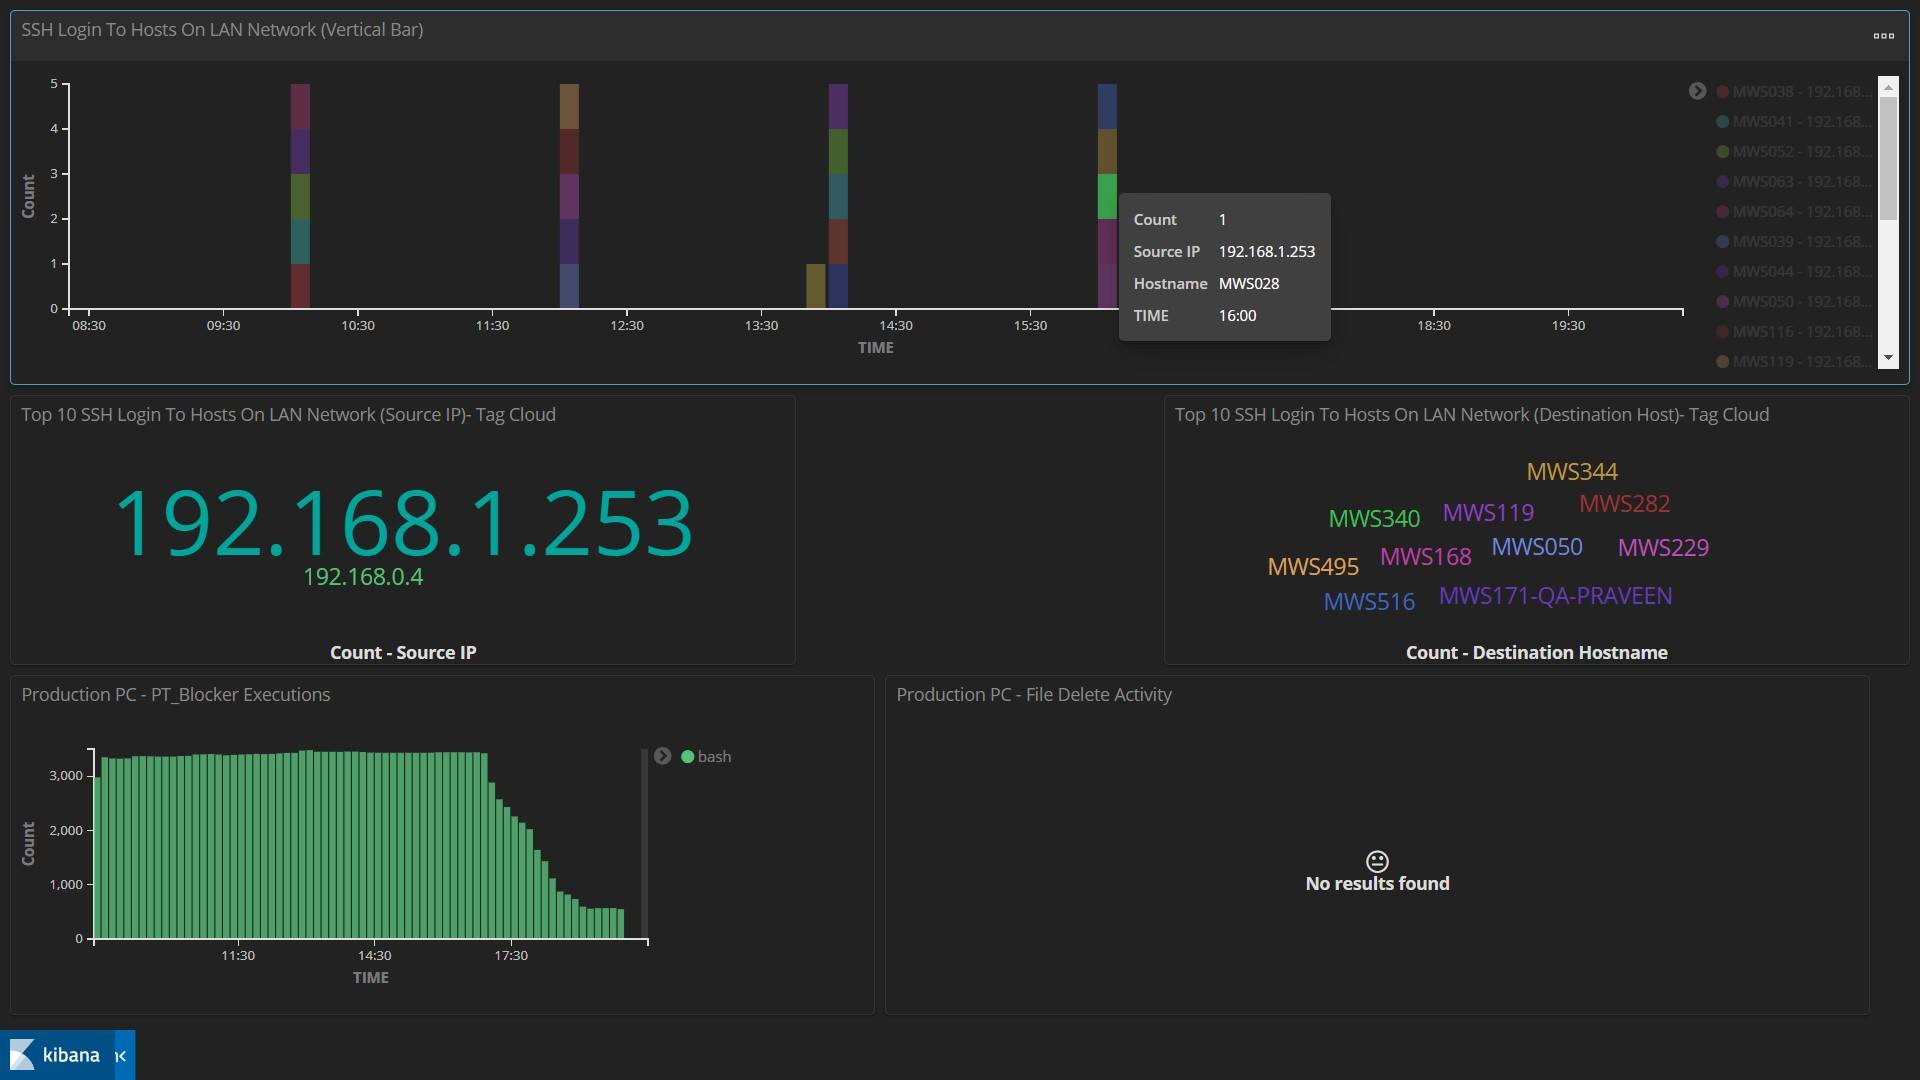 SSH Login To Hosts On LAN Network (Vertical Bar)
5
4
3
2
1
0
Count
08:30 09:30 10:30 11:30 12:30 13:30 14:30 15:30 18:30 19:30
TIME
Count 1
Source IP 192.168.1.253
Hostname MWS028
TIME 16:00
MWS038 - 192.168...
MWS041 - 192.168...
MWS052 - 192.168...
MWS063 - 192.168...
MWS064 - 192.168...
MWS039 - 192.168...
MWS044 - 192.168...
MWS050 - 192.168...
MWS116 - 192.168...
MWS119 - 192.168...
Top 10 SSH Login To Hosts On LAN Network (Source IP)- Tag Cloud
192.168.1.253
192.168.0.4
Count - Source IP
Top 10 SSH Login To Hosts On LAN Network (Destination Host)- Tag Cloud
MWS344
MWS282
MWS340 MWS119
MWS495 MWS168 MWS050 MWS229
MWS516 MWS171-QA-PRAVEEN
Count - Destination Hostname
Production PC - PT_Blocker Executions
3,000
2,000
1,000
0
Count
11:30 14:30 17:30
TIME
bash
Production PC - File Delete Activity
No results found
kibana